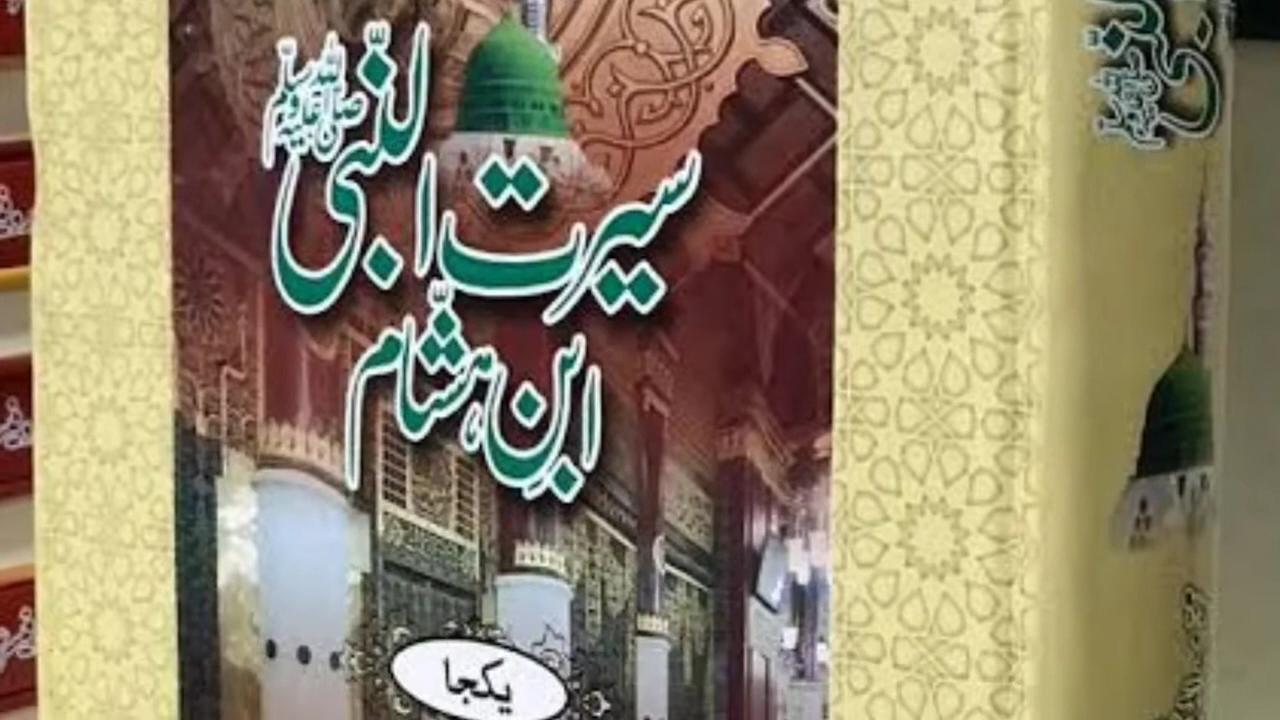 سیرت النبی ﷺ
ابن ہشام
یکجا